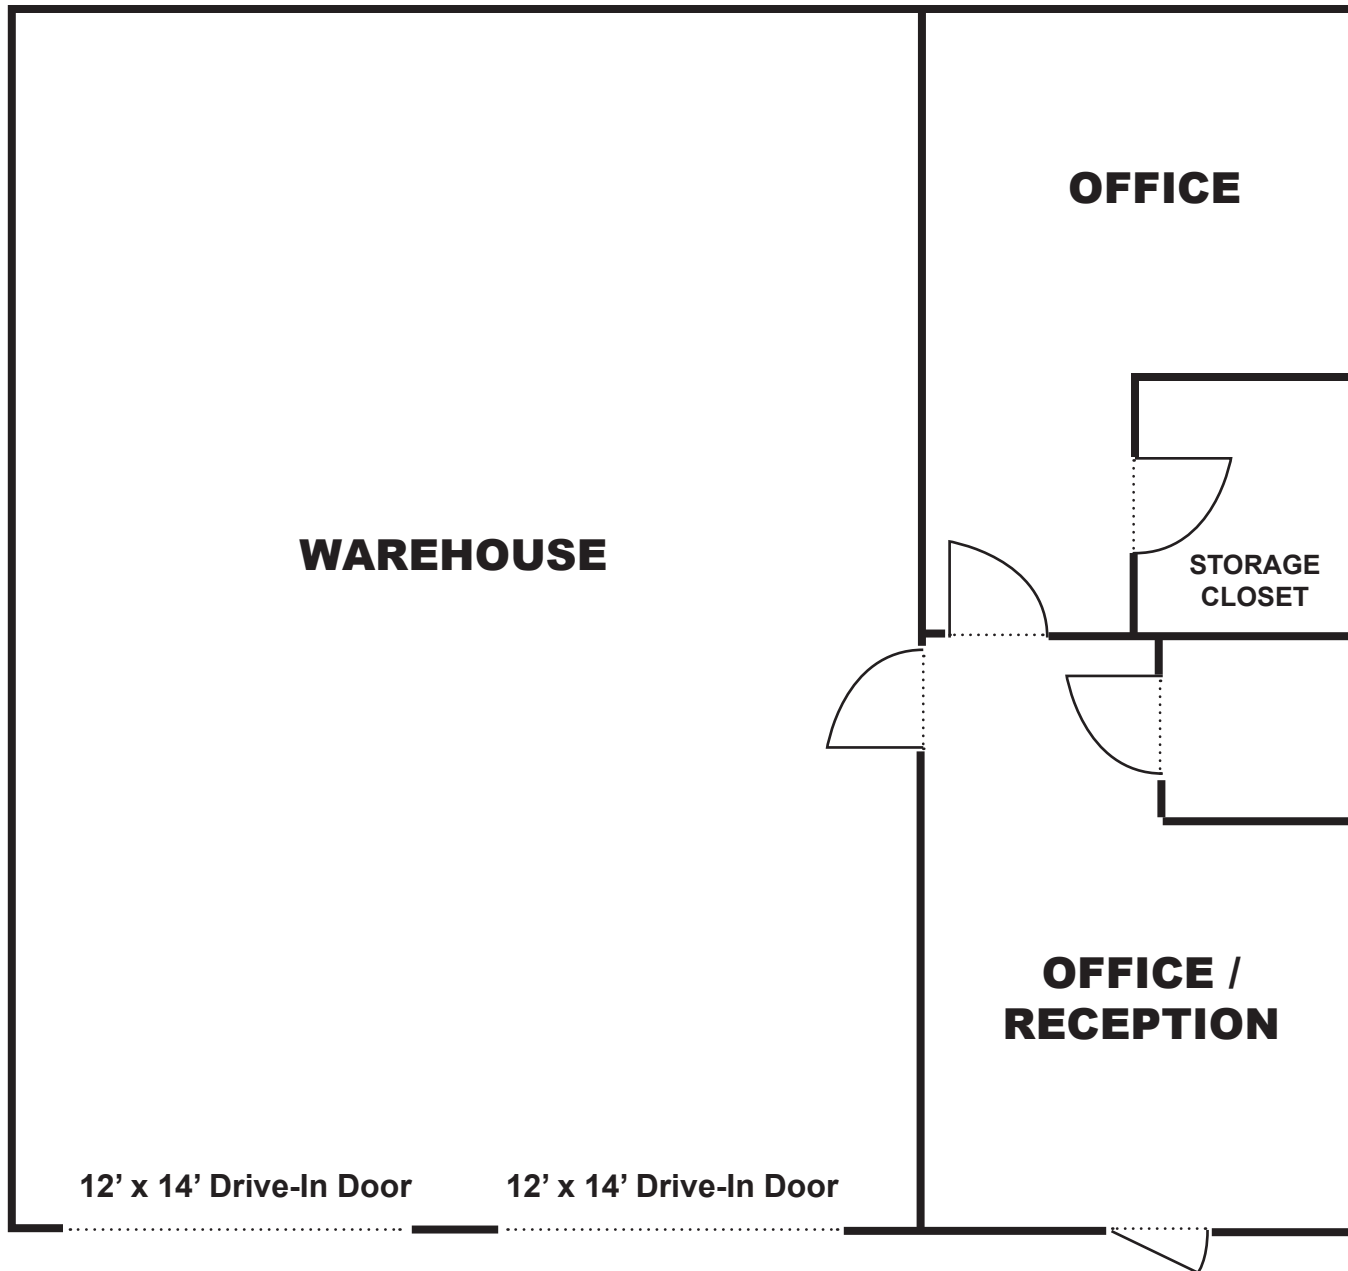 OFFICE
WAREHOUSE
STORAGE
CLOSET
OFFICE /
RECEPTION
12’ x 14’ Drive-In Door
12’ x 14’ Drive-In Door